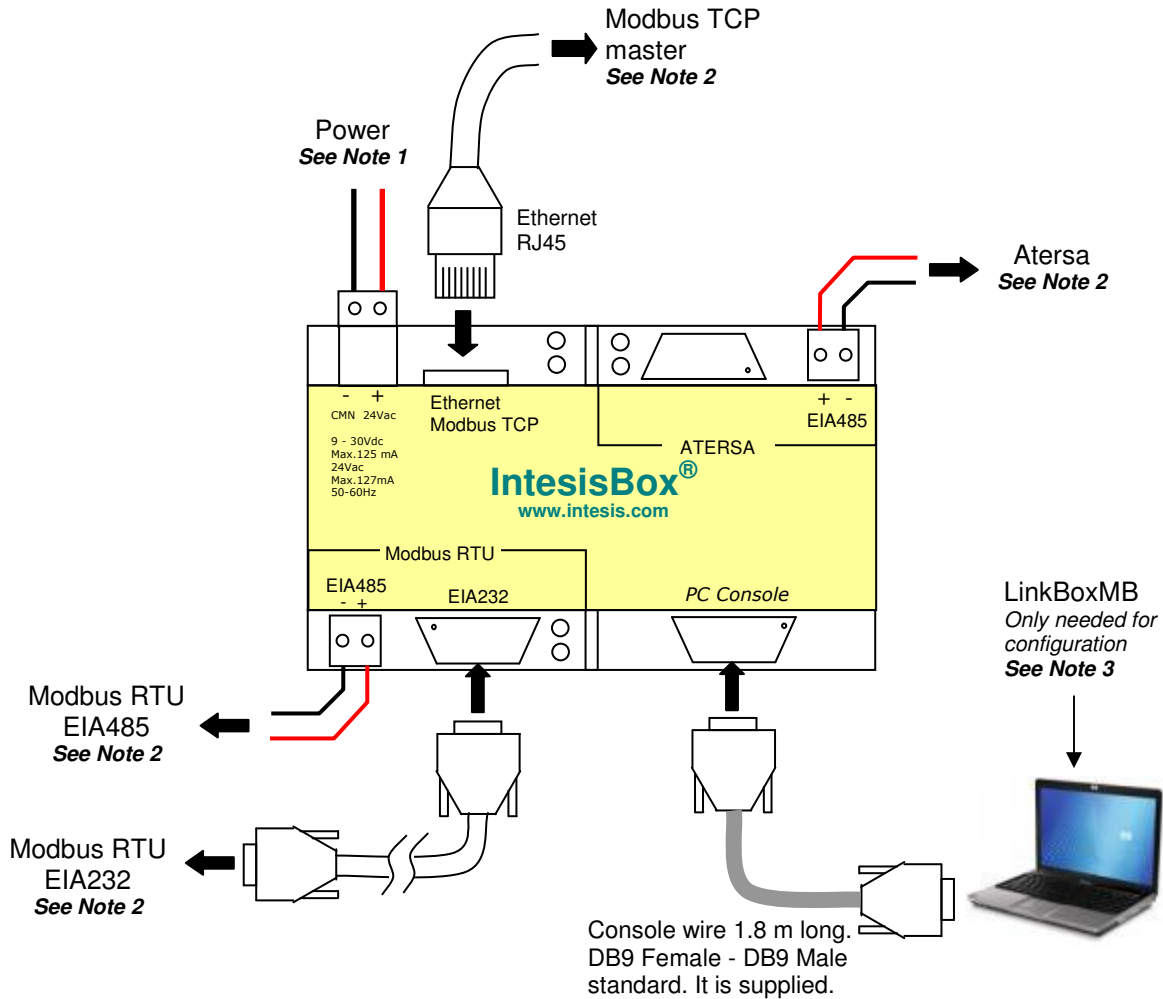 Modbus TCP
master
See Note 2
Power
See Note 1
Ethernet
RJ45
Atersa
See Note 2
- +
CMN 24Vac
9 - 30Vdc
Max.125 mA
24Vac
Max.127mA
50-60Hz
Ethernet
Modbus TCP
+ -
EIA485
ATERSA
IntesisBox®
www.intesis.com
Modbus RTU
EIA485
- +
EIA232
PC Console
LinkBoxMB
Only needed for
configuration
See Note 3
Modbus RTU
EIA485
See Note 2
Modbus RTU
EIA232
See Note 2
Console wire 1.8 m long.
DB9 Female - DB9 Male
standard. It is supplied.